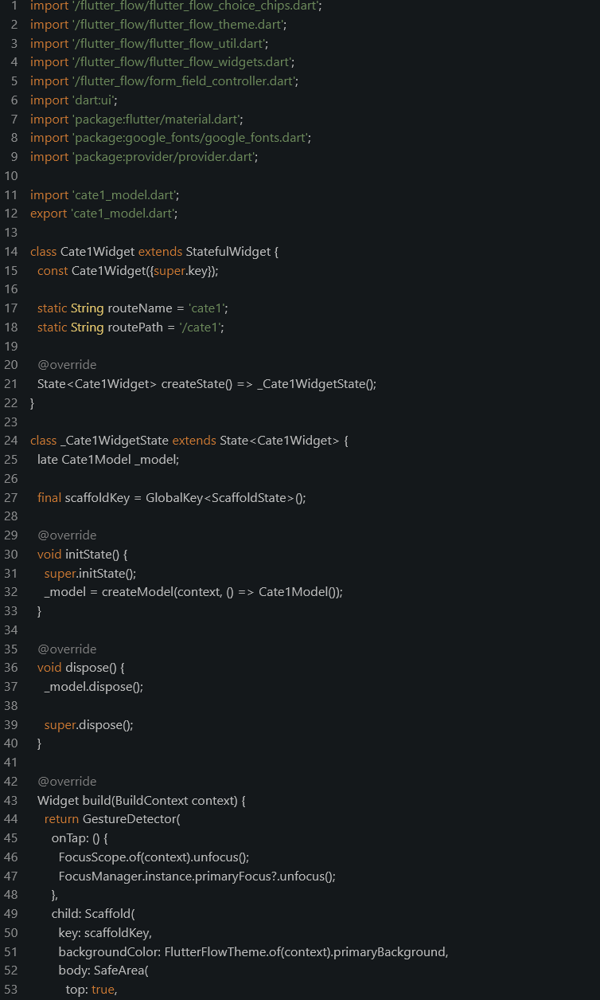 1 import '/flutter_flow/flutter_flow_choice_chips.dart';
2 import '/flutter_flow/flutter_flow_theme.dart';
3 import '/flutter_flow/flutter_flow_util.dart';
4 import '/flutter_flow/flutter_flow_widgets.dart';
5 import '/flutter_flow/form_field_controller.dart';
6 import 'dart:ui';
7 import 'package:flutter/material.dart';
8 import 'package:google_fonts/google_fonts.dart';
9 import 'package:provider/provider.dart';
10
11 import 'cate1_model.dart';
12 export 'cate1_model.dart';
13
14 class Cate1Widget extends StatefulWidget {
15   const Cate1Widget({super.key});
16
17   static String routeName = 'cate1';
18   static String routePath = '/cate1';
19
20   @override
21   State<Cate1Widget> createState() => _Cate1WidgetState();
22 }
23
24 class _Cate1WidgetState extends State<Cate1Widget> {
25   late Cate1Model _model;
26
27   final scaffoldKey = GlobalKey<ScaffoldState>();
28
29   @override
30   void initState() {
31     super.initState();
32     _model = createModel(context, () => Cate1Model());
33   }
34
35   @override
36   void dispose() {
37     _model.dispose();
38
39     super.dispose();
40   }
41
42   @override
43   Widget build(BuildContext context) {
44     return GestureDetector(
45       onTap: () {
46         FocusScope.of(context).unfocus();
47         FocusManager.instance.primaryFocus?.unfocus();
48       },
49       child: Scaffold(
50         key: scaffoldKey,
51         backgroundColor: FlutterFlowTheme.of(context).primaryBackground,
52         body: SafeArea(
53           top: true,